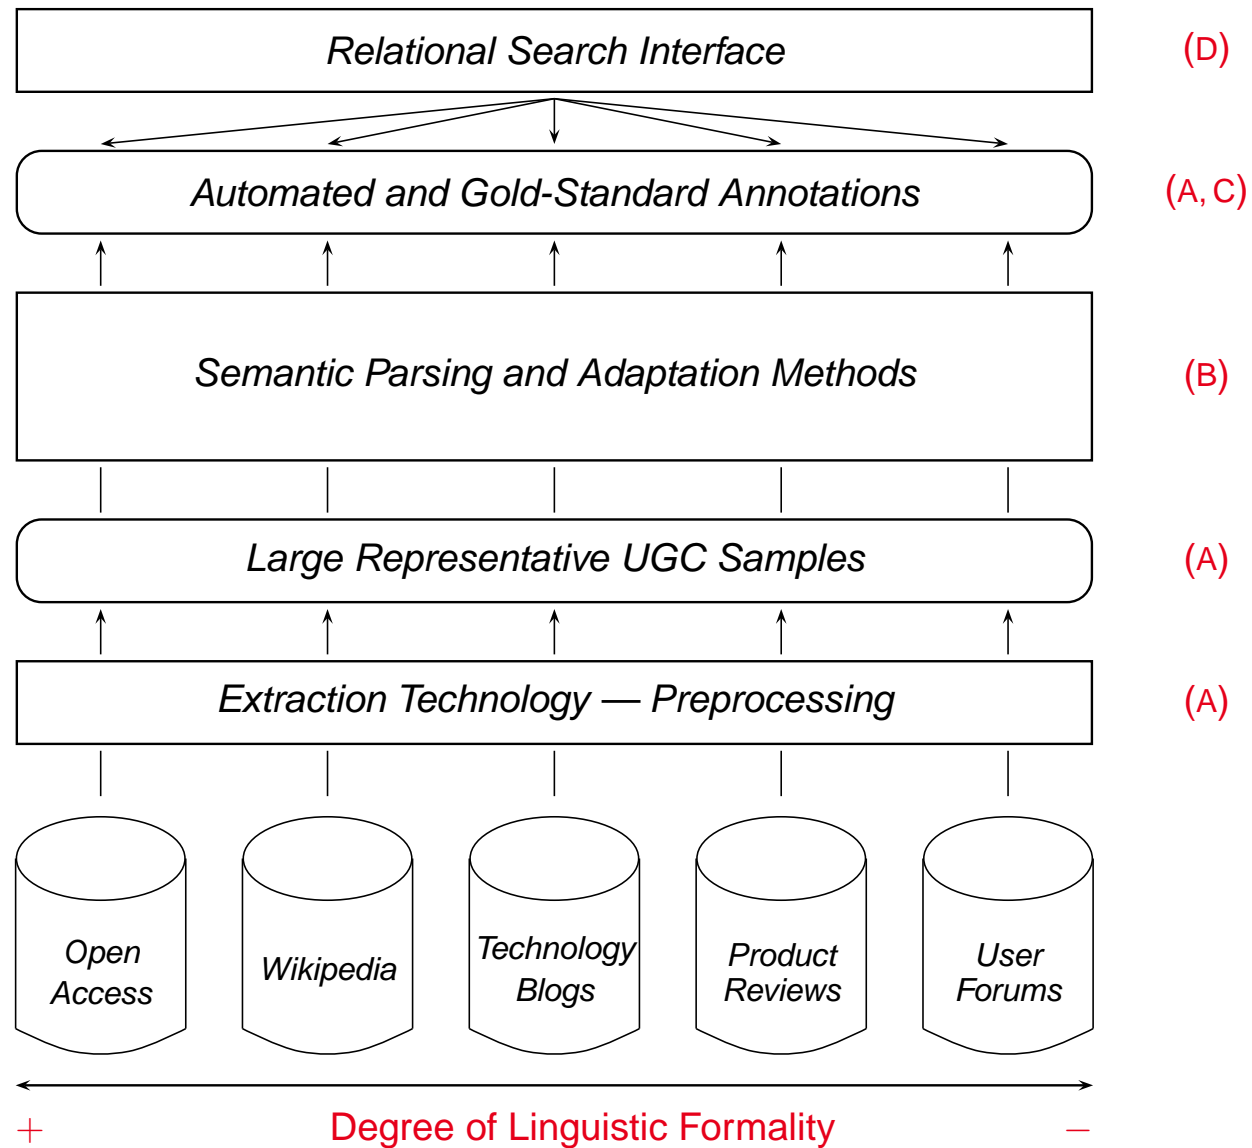 Relational Search Interface (D)
Automated and Gold-Standard Annotations (A, C)
Semantic Parsing and Adaptation Methods (B)
Large Representative UGC Samples (A)
Extraction Technology — Preprocessing (A)
Open
Access
Wikipedia
Technology
Blogs
Product
Reviews
User
Forums
+ Degree of Linguistic Formality −